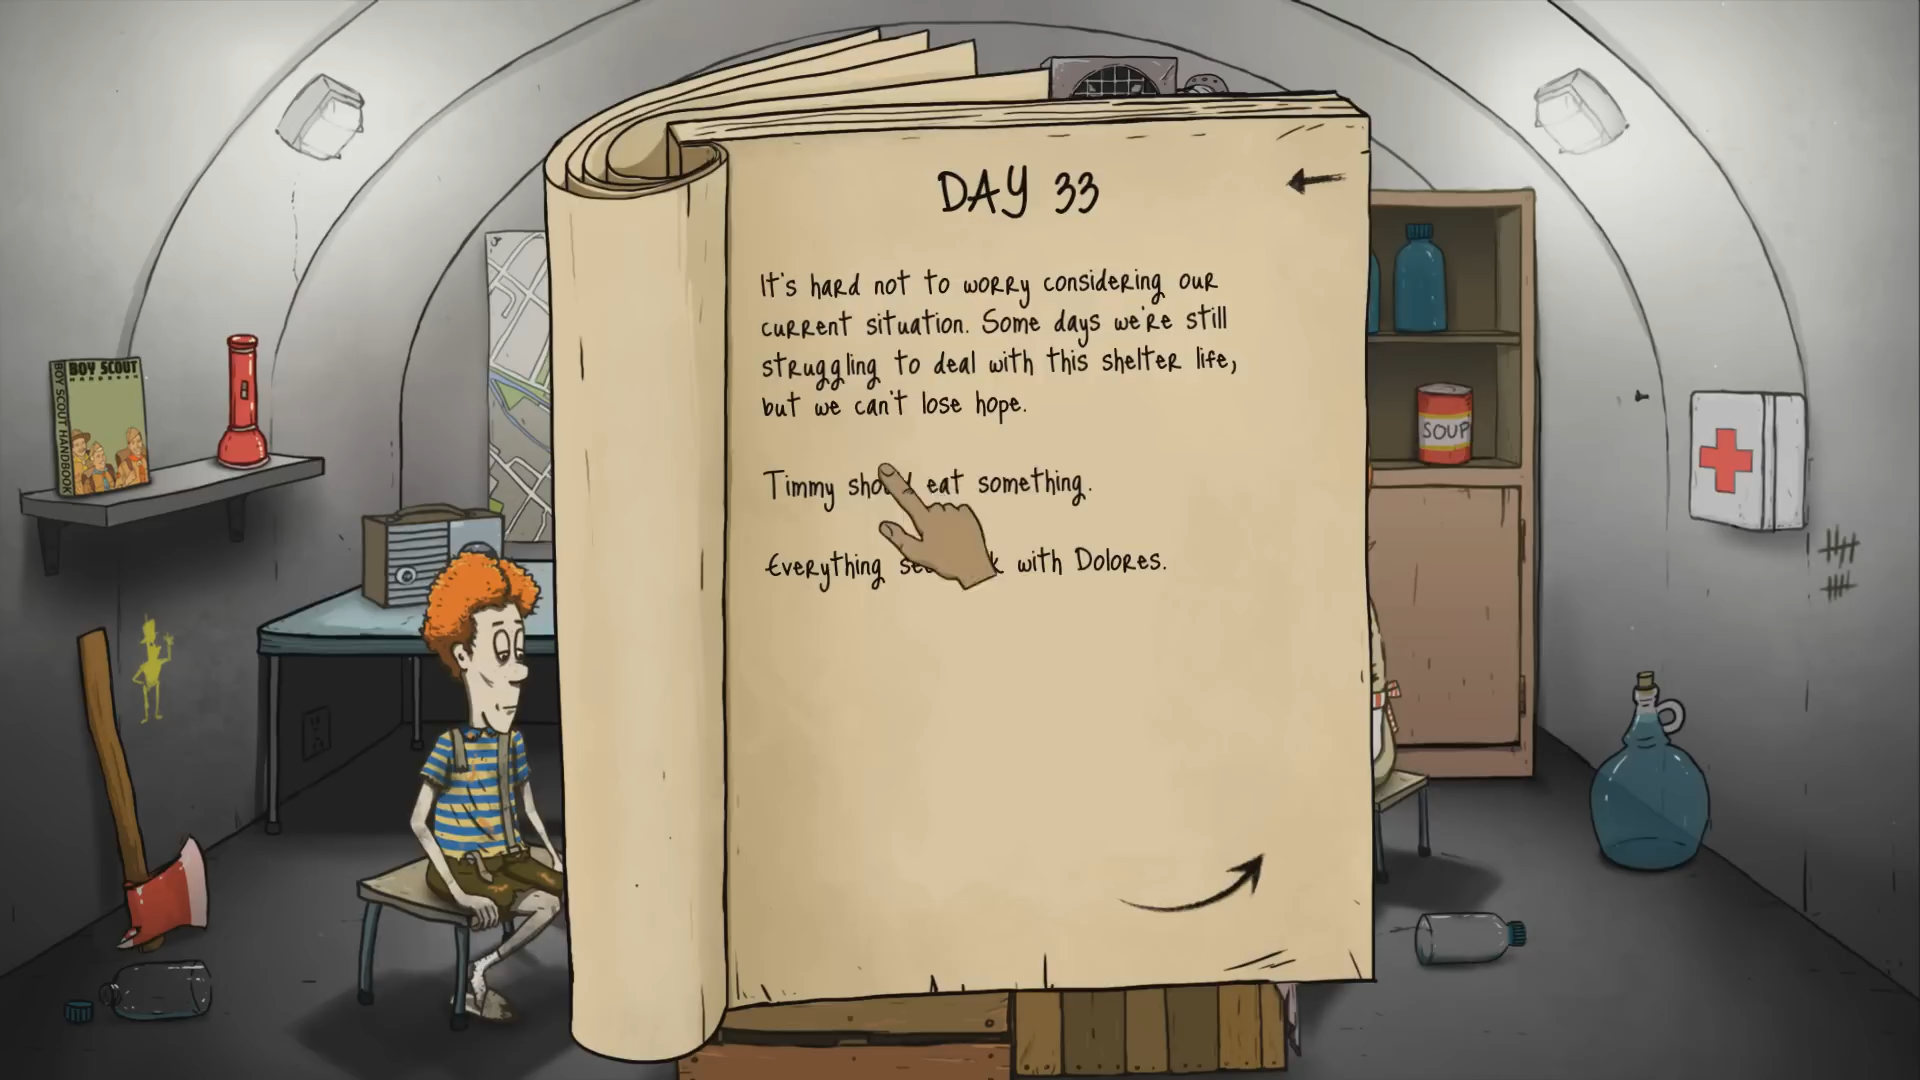 DAY 33
It's hard not to worry considering our
current situation. Some days we're still
struggling to deal with this shelter life,
but we can't lose hope.
Timmy should eat something.
Everything with Dolores.
BOY SCOUT
HANDBOOK
BOY SCOUT HANDBOOK
SOUP